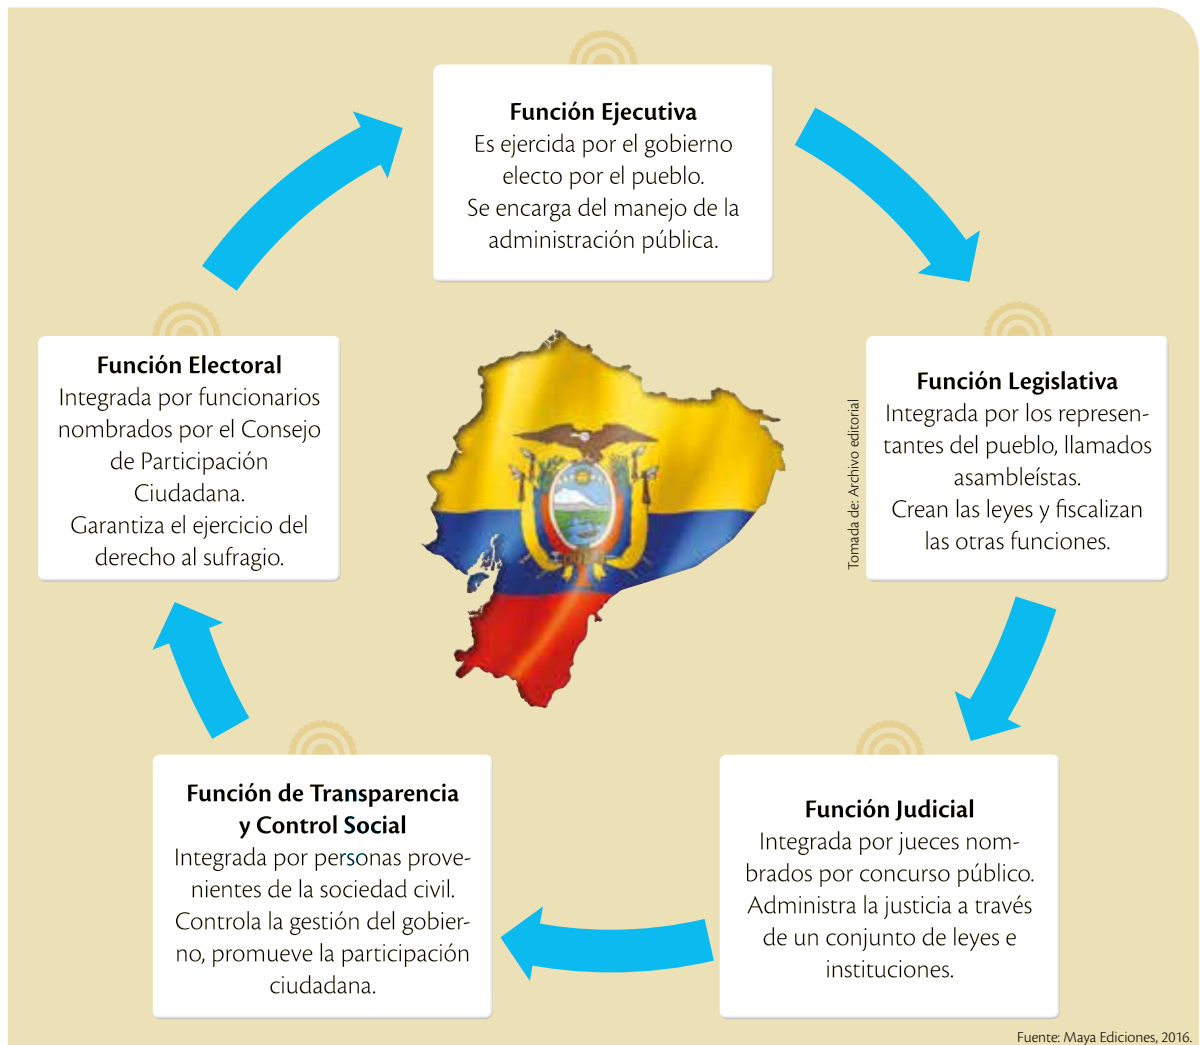 Función Ejecutiva
Es ejercida por el gobierno
electo por el pueblo.
Se encarga del manejo de la
administración pública.
Función Electoral
Integrada por funcionarios
nombrados por el Consejo
de Participación
Ciudadana.
Garantiza el ejercicio del
derecho al sufragio.
Función Legislativa
Integrada por los represen-
tantes del pueblo, llamados
asambleístas.
Crean las leyes y fiscalizan
las otras funciones.
Tomada de: Archivo editorial
Función de Transparencia
y Control Social
Integrada por personas prove-
nientes de la sociedad civil.
Controla la gestión del gobier-
no, promueve la participación
ciudadana.
Función Judicial
Integrada por jueces nom-
brados por concurso público.
Administra la justicia a través
de un conjunto de leyes e
instituciones.
Fuente: Maya Ediciones, 2016.